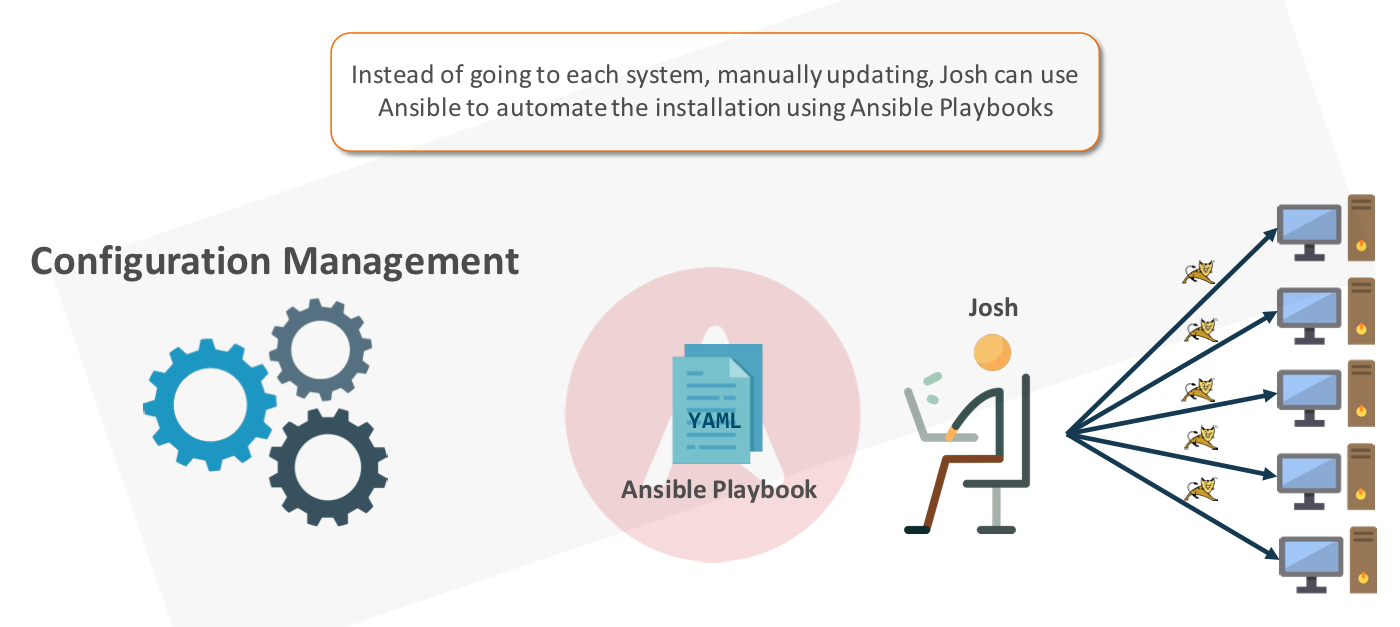 Instead of going to each system, manually updating, Josh can use
Ansible to automate the installation using Ansible Playbooks
Configuration Management
Josh
YAML
Ansible Playbook